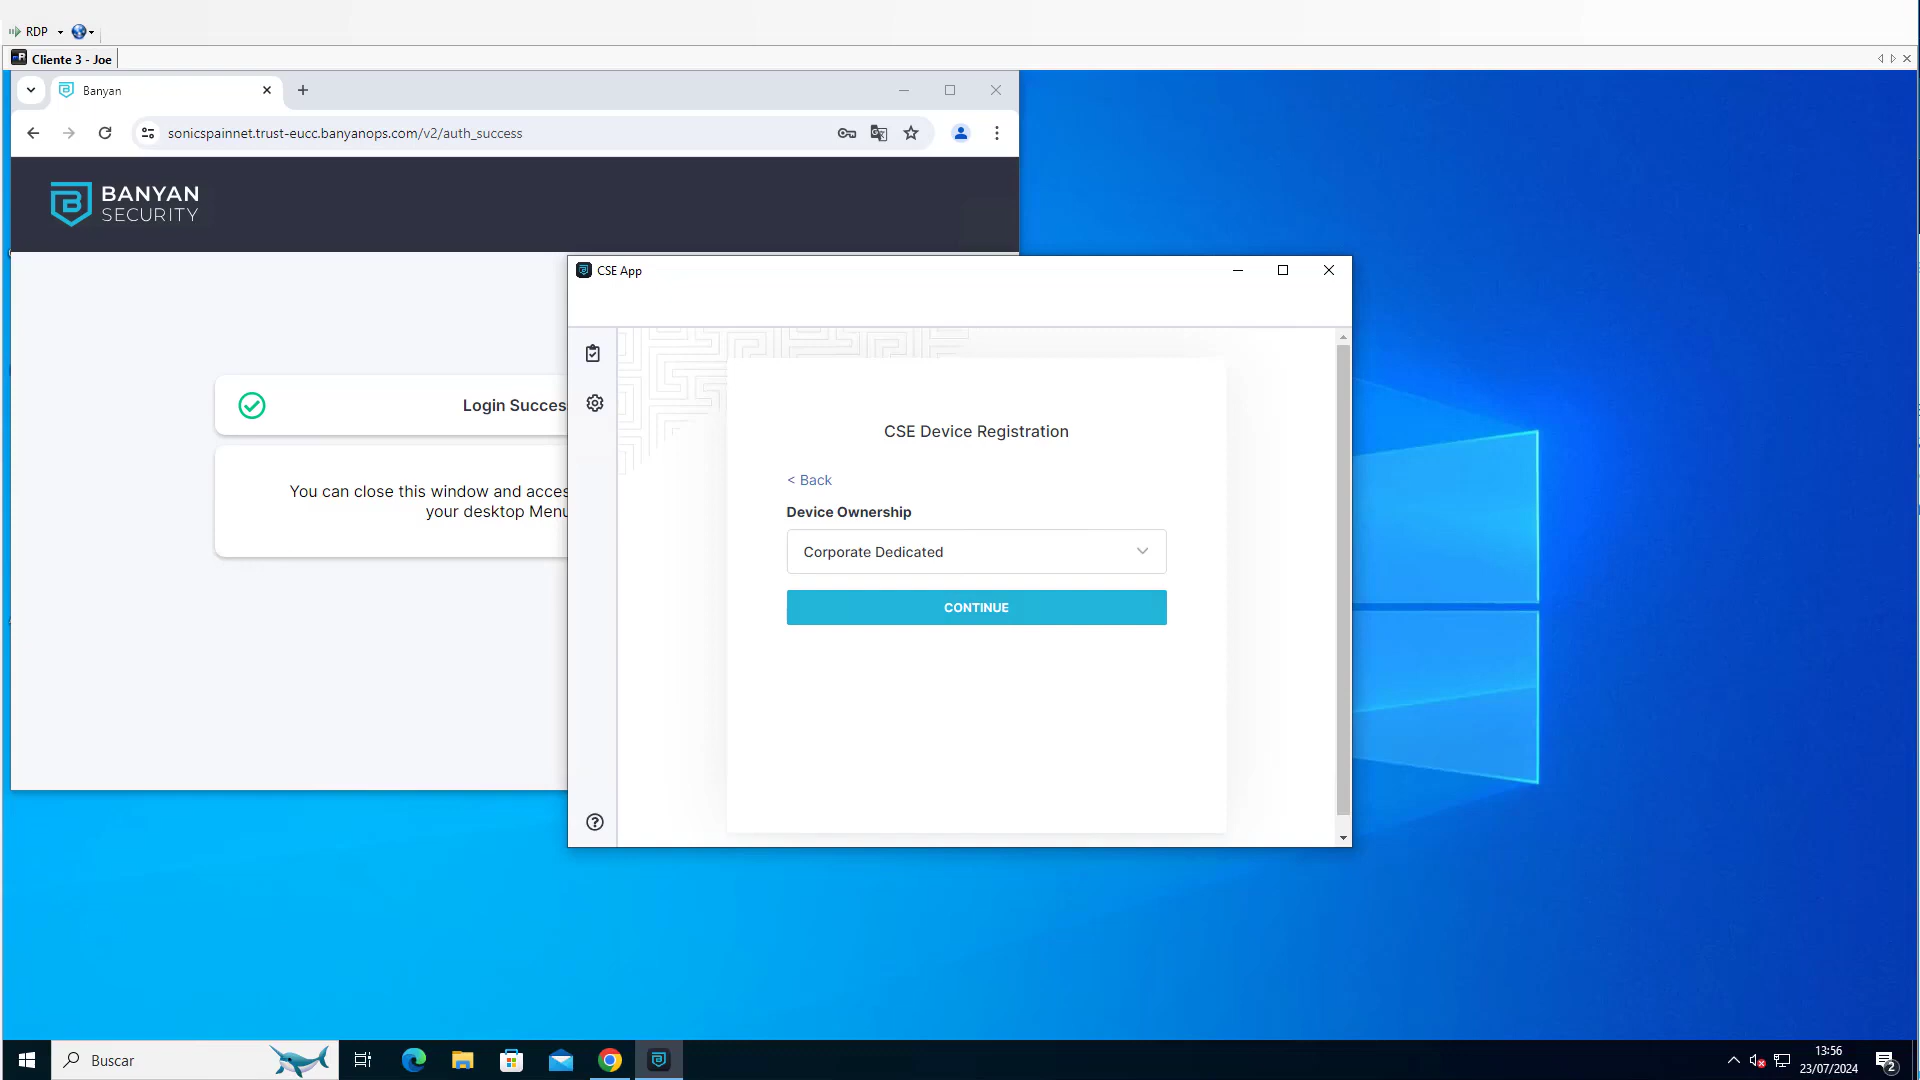 RDP
Cliente 3 - Joe
Banyan
sonicspainnet.trust-eucc.banyanops.com/v2/auth_success
BANYAN
SECURITY
CSE App
Login Succes
CSE Device Registration
< Back
You can close this window and acces
your desktop Menu
Device Ownership
Corporate Dedicated
CONTINUE
Buscar
13:56
23/07/2024
2